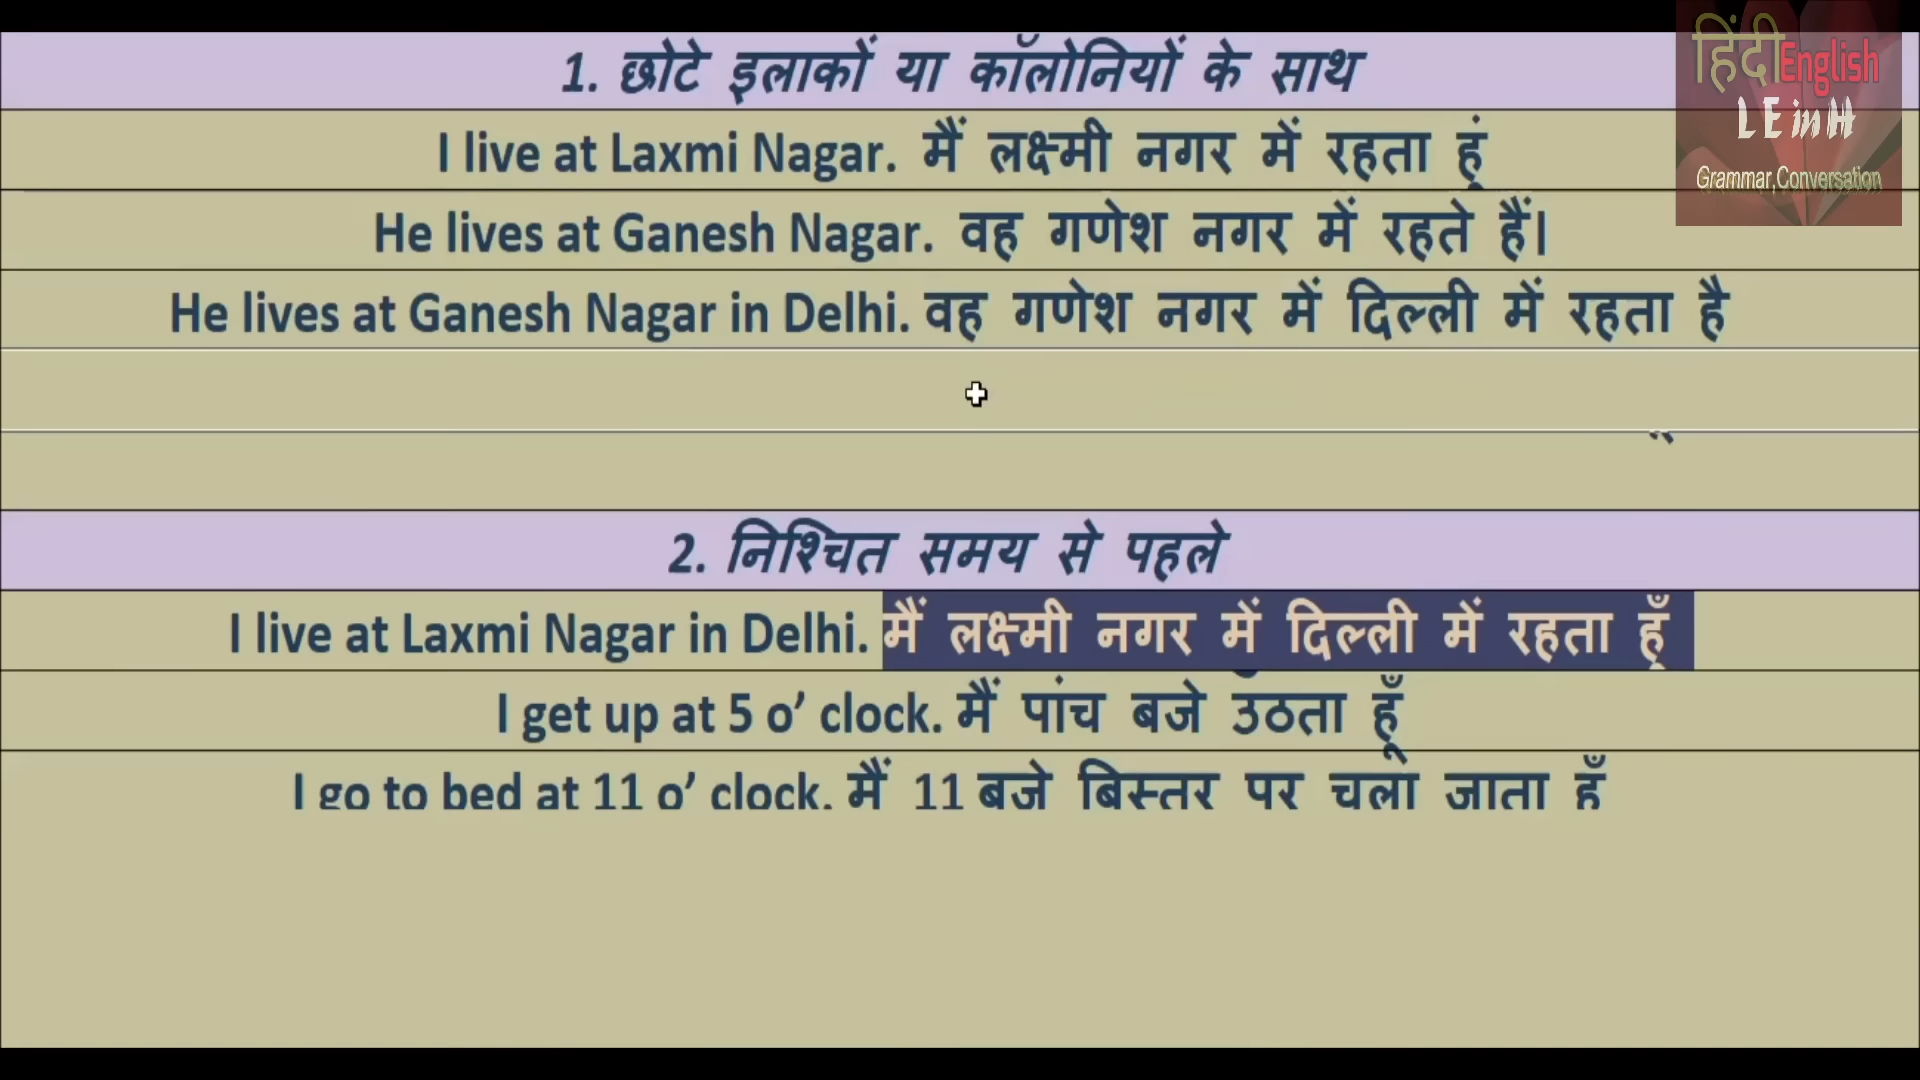 1. छोटे इलाकों या कॉलोनियों के साथ
I live at Laxmi Nagar. मैं लक्ष्मी नगर में रहता हूं
He lives at Ganesh Nagar. वह गणेश नगर में रहते हैं।
He lives at Ganesh Nagar in Delhi. वह गणेश नगर में दिल्ली में रहता है
2. निश्चित समय से पहले
I live at Laxmi Nagar in Delhi. मैं लक्ष्मी नगर में दिल्ली में रहता हूँ
I get up at 5 o’ clock. मैं पांच बजे उठता हूँ
I go to bed at 11 o’ clock. मैं 11 बजे बिस्तर पर चला जाता हूँ
हिंदी English
L E in H
Grammar,Conversation